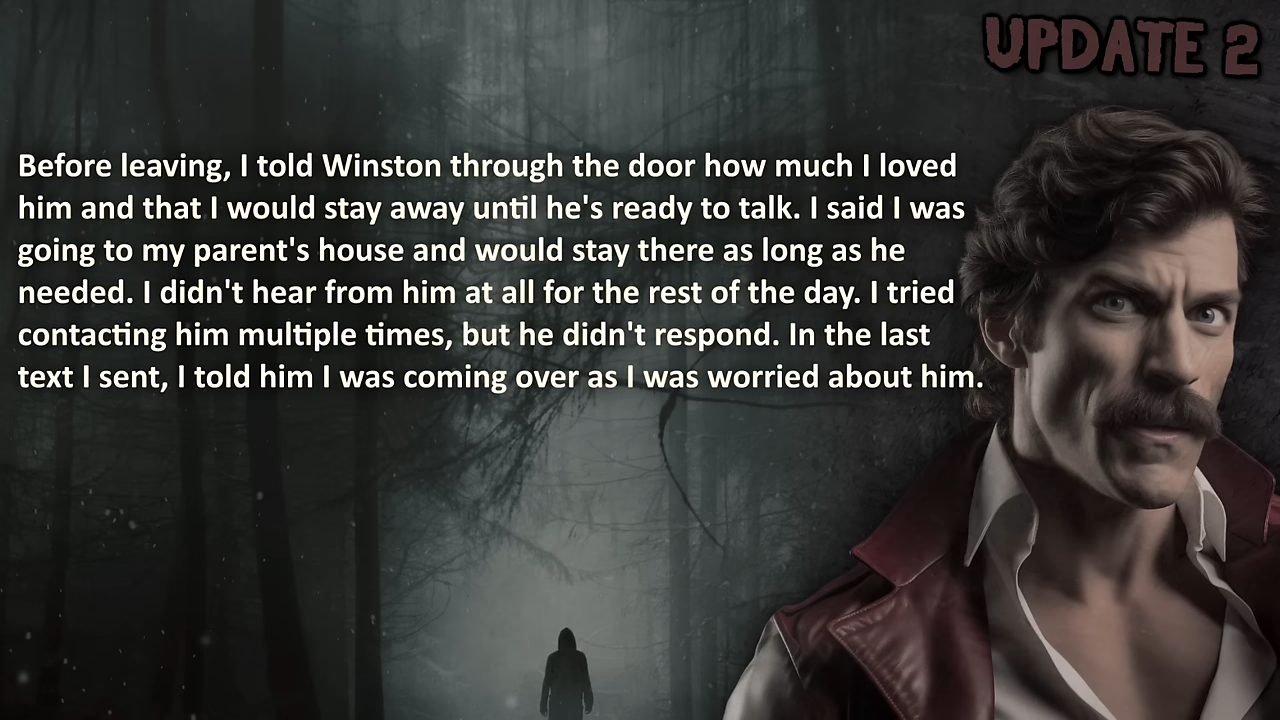 UPDATE 2
Before leaving, I told Winston through the door how much I loved
him and that I would stay away until he's ready to talk. I said I was
going to my parent's house and would stay there as long as he
needed. I didn't hear from him at all for the rest of the day. I tried
contacting him multiple times, but he didn't respond. In the last
text I sent, I told him I was coming over as I was worried about him.